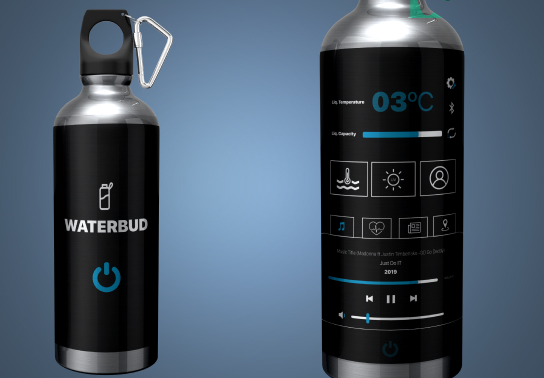 WATERBUD
Liq. Temperature
03°C
Liq. Capacity
Just Do it?
2019